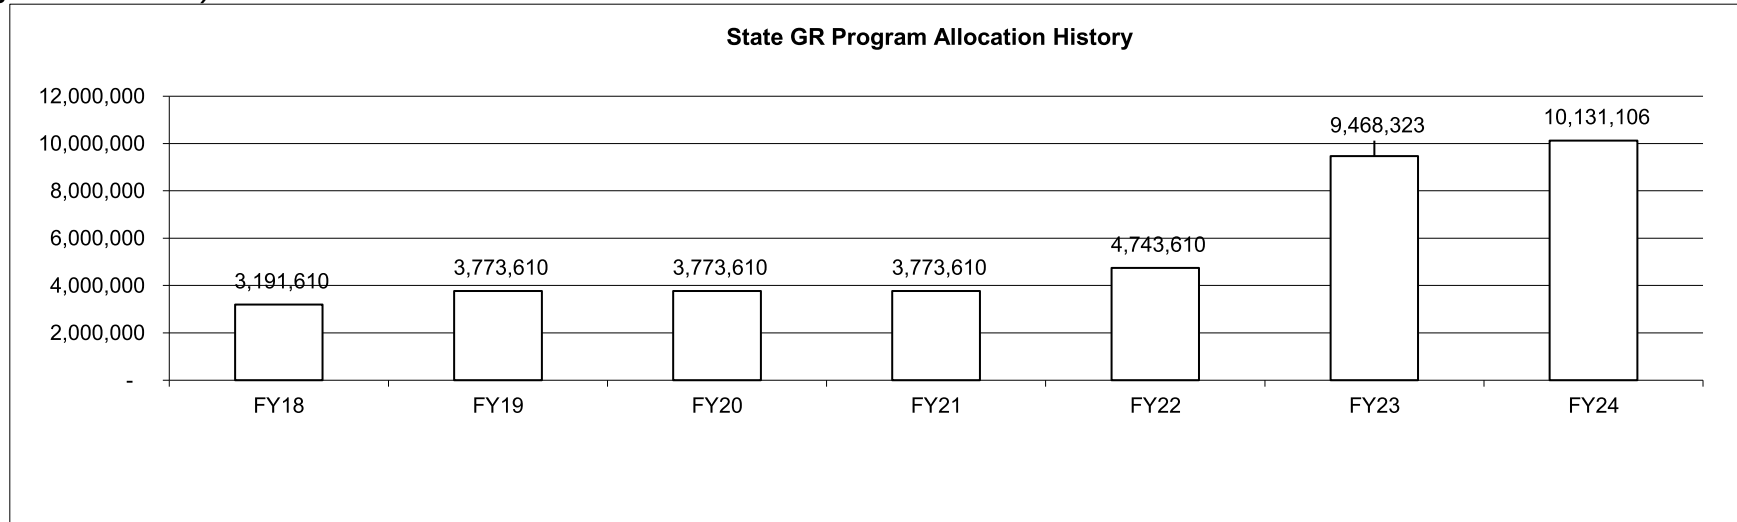 State GR Program Allocation History
12,000,000
10,000,000
8,000,000
6,000,000
4,000,000
2,000,000
-
3,191,610
3,773,610
3,773,610
3,773,610
4,743,610
9,468,323
10,131,106
FY18
FY19
FY20
FY21
FY22
FY23
FY24